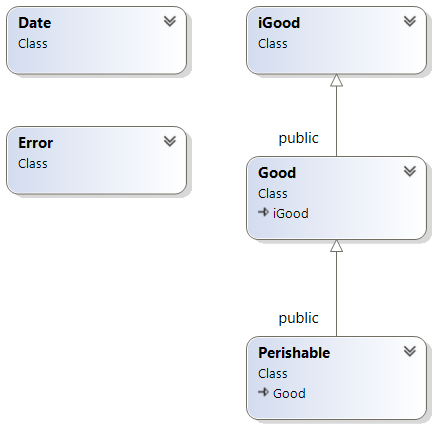 Date
Class
iGood
Class
Error
Class
public
Good
Class
iGood
public
Perishable
Class
Good